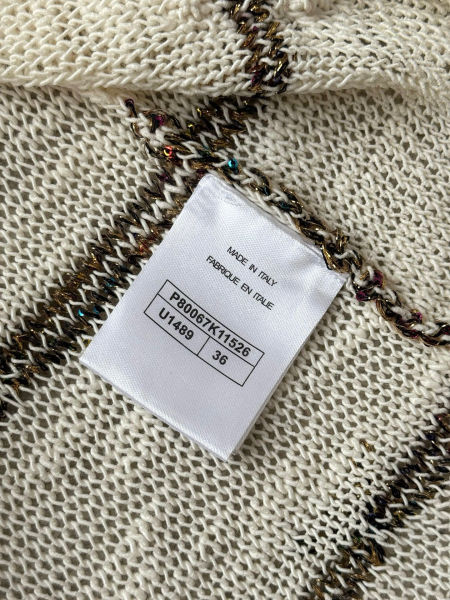 MADE IN ITALY
FABRIQUE EN ITALIE
P80067K11526
U1489 36